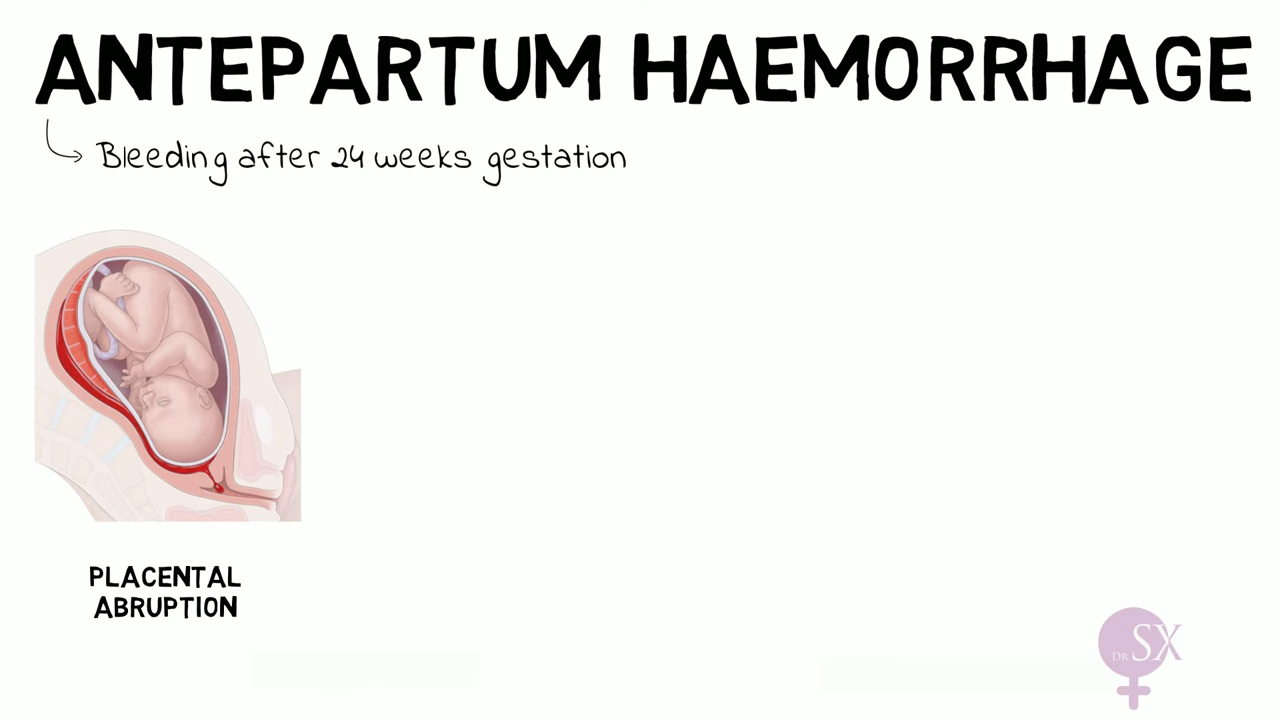 ANTEPARTUM HAEMORRHAGE
Bleeding after 24 weeks gestation
PLACENTAL
ABRUPTION
DR SX